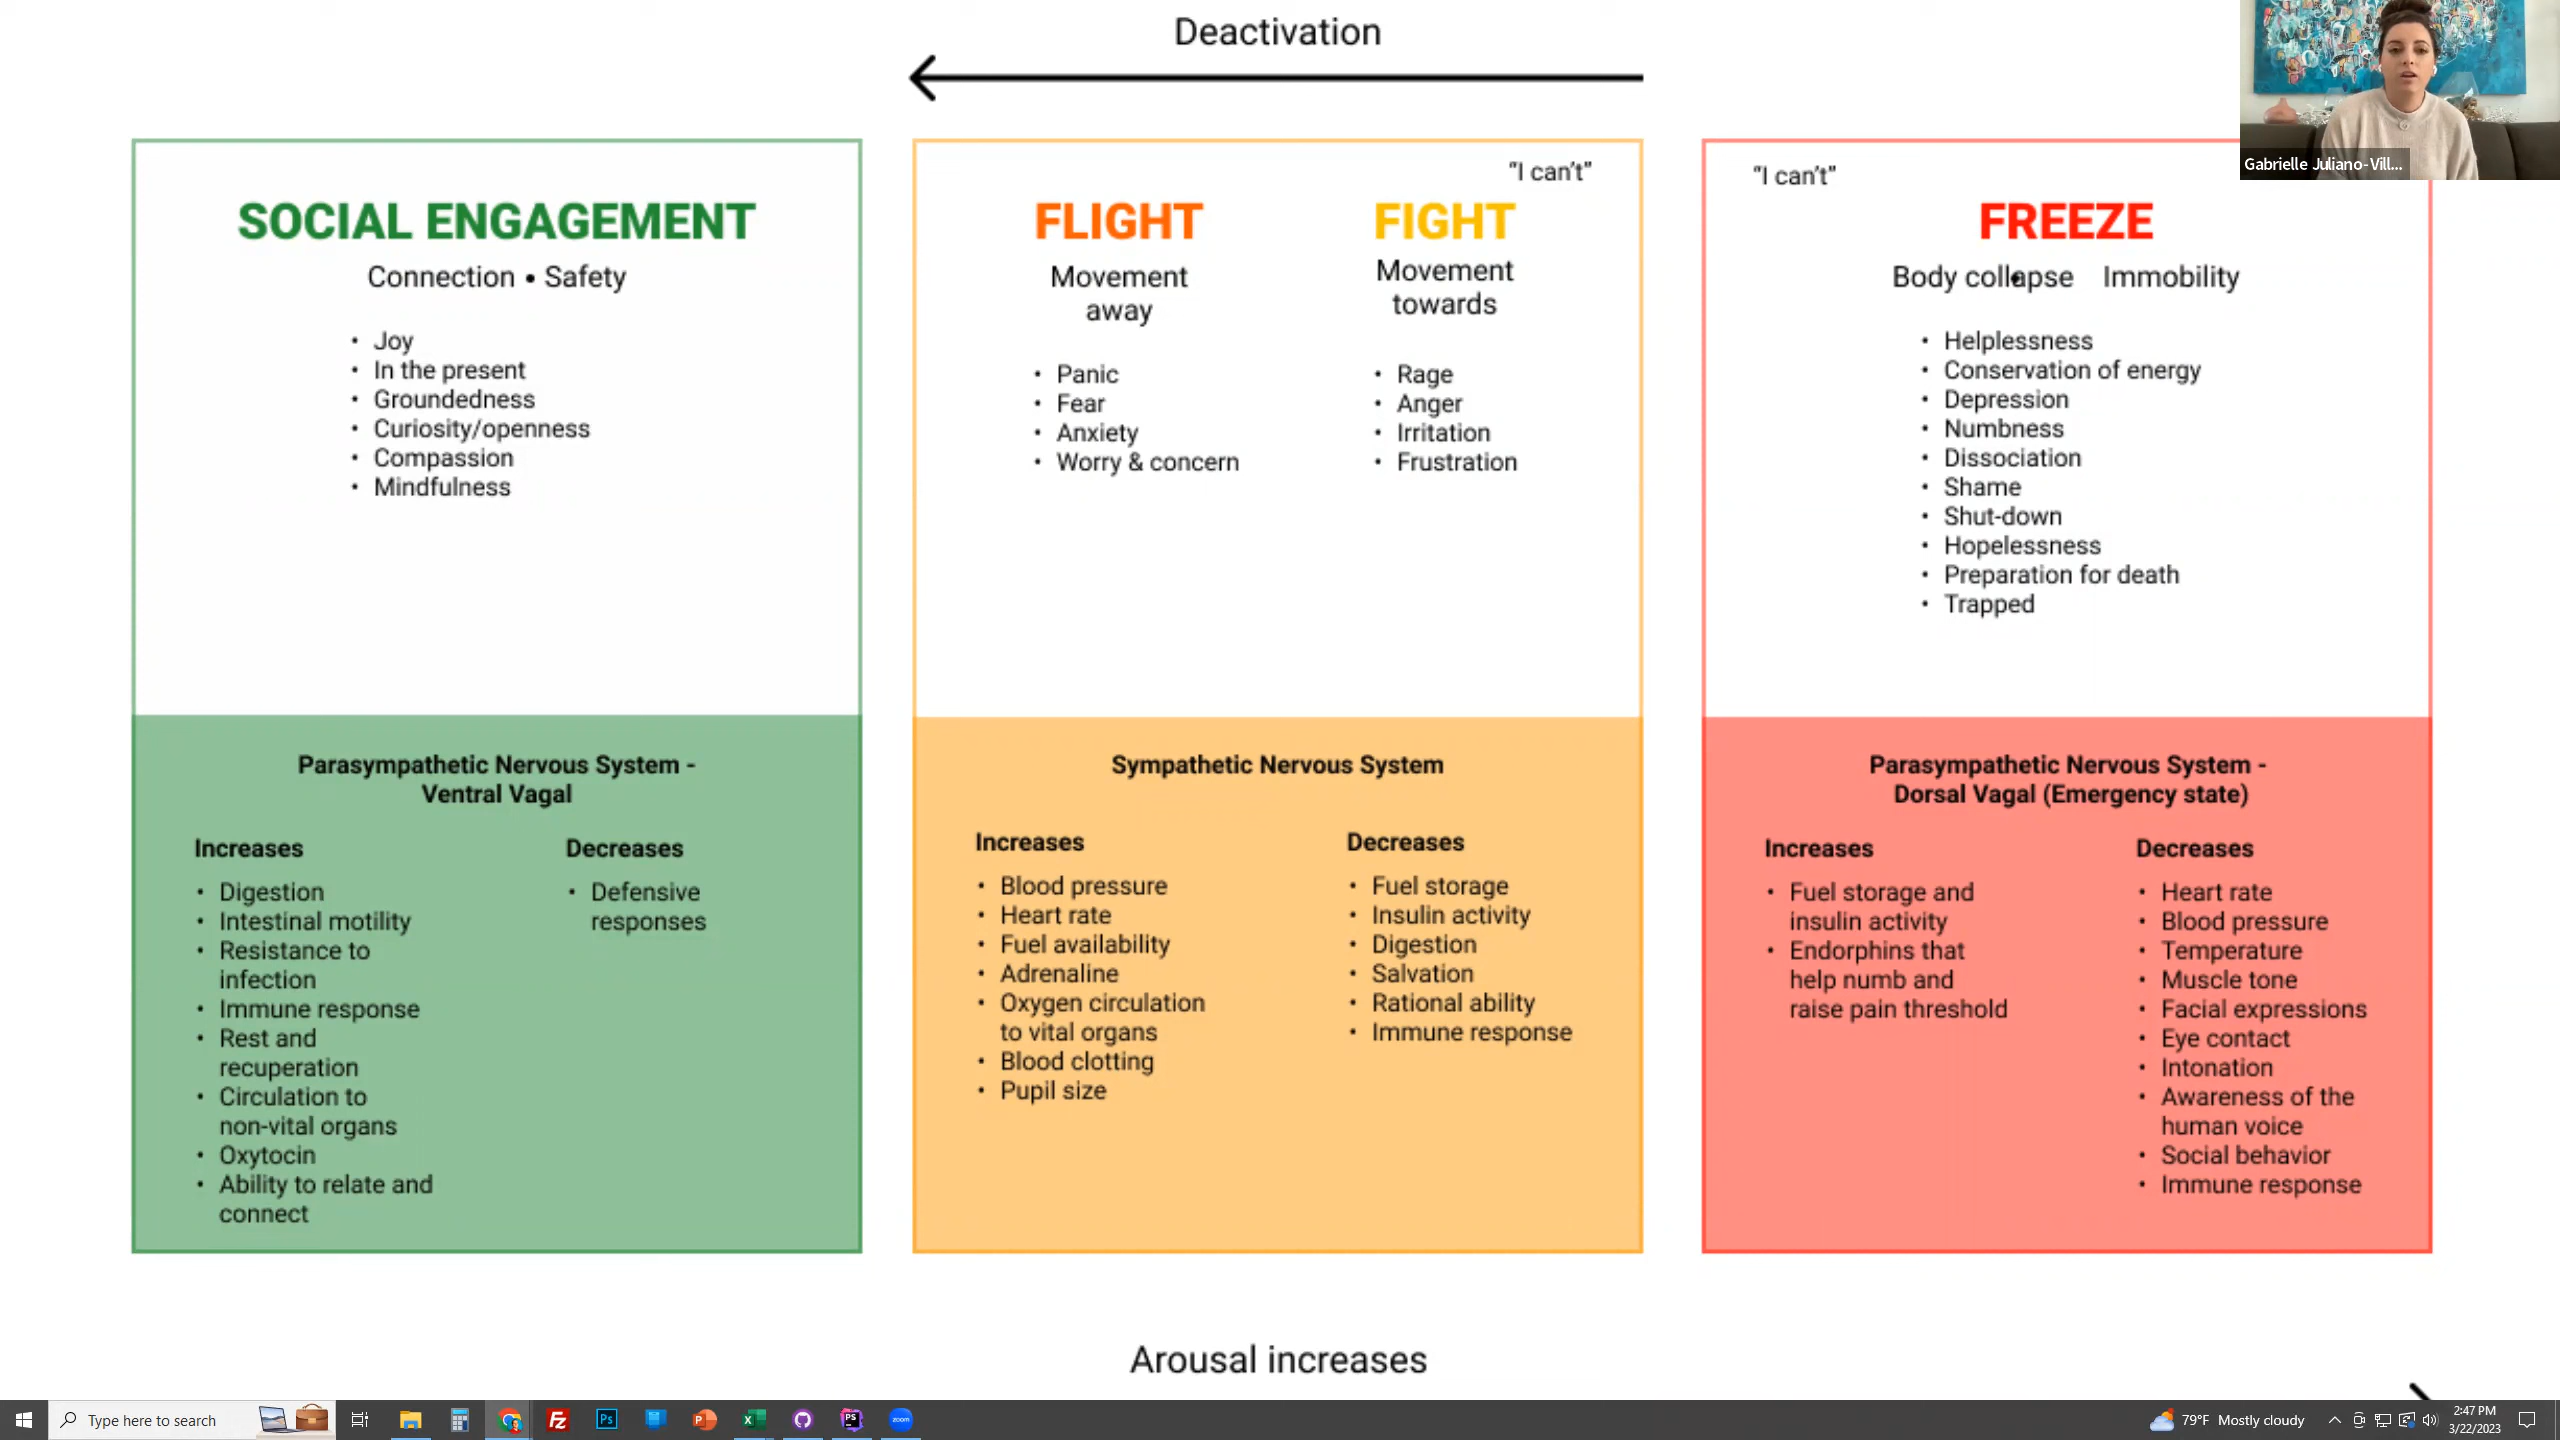 Deactivation
SOCIAL ENGAGEMENT
Connection • Safety
• Joy
• In the present
• Groundedness
• Curiosity/openness
• Compassion
• Mindfulness
Parasympathetic Nervous System -
Ventral Vagal
Increases
• Digestion
• Intestinal motility
• Resistance to
infection
• Immune response
• Rest and
recuperation
• Circulation to
non-vital organs
• Oxytocin
• Ability to relate and
connect
Decreases
• Defensive
responses
"I can't"
FLIGHT
Movement
away
• Panic
• Fear
• Anxiety
• Worry & concern
FIGHT
Movement
towards
• Rage
• Anger
• Irritation
• Frustration
Sympathetic Nervous System
Increases
• Blood pressure
• Heart rate
• Fuel availability
• Adrenaline
• Oxygen circulation
to vital organs
• Blood clotting
• Pupil size
Decreases
• Fuel storage
• Insulin activity
• Digestion
• Salvation
• Rational ability
• Immune response
"I can't"
FREEZE
Body collapse • Immobility
• Helplessness
• Conservation of energy
• Depression
• Numbness
• Dissociation
• Shame
• Shut-down
• Hopelessness
• Preparation for death
• Trapped
Parasympathetic Nervous System -
Dorsal Vagal (Emergency state)
Increases
• Fuel storage and
insulin activity
• Endorphins that
help numb and
raise pain threshold
Decreases
• Heart rate
• Blood pressure
• Temperature
• Muscle tone
• Facial expressions
• Eye contact
• Intonation
• Awareness of the
human voice
• Social behavior
• Immune response
Arousal increases
Gabrielle Juliano-Vill...
Type here to search
Fz
Ps
P
X
PS
zoom
79°F Mostly cloudy
2:47 PM
3/22/2023